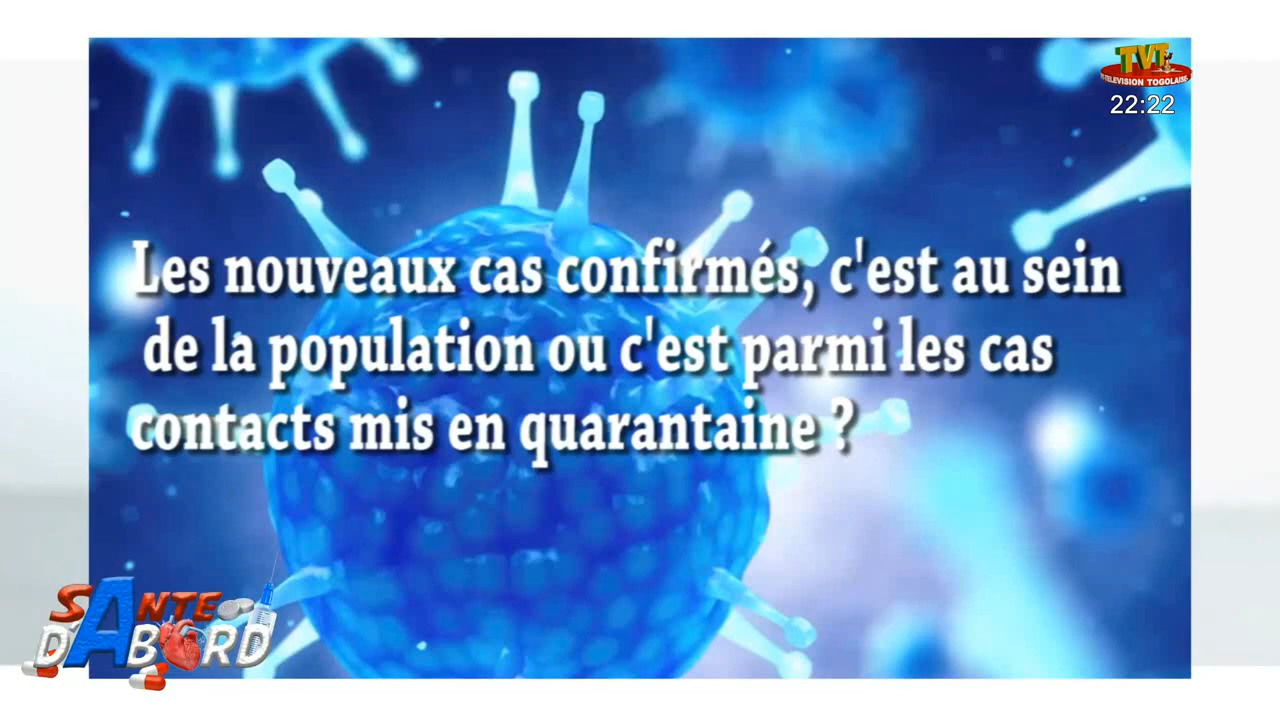 TVT
TELEVISION TOGOLAISE
22:22
Les nouveaux cas confirmés, c'est au sein
de la population ou c'est parmi les cas
contacts mis en quarantaine ?
SANTE
D'ABORD